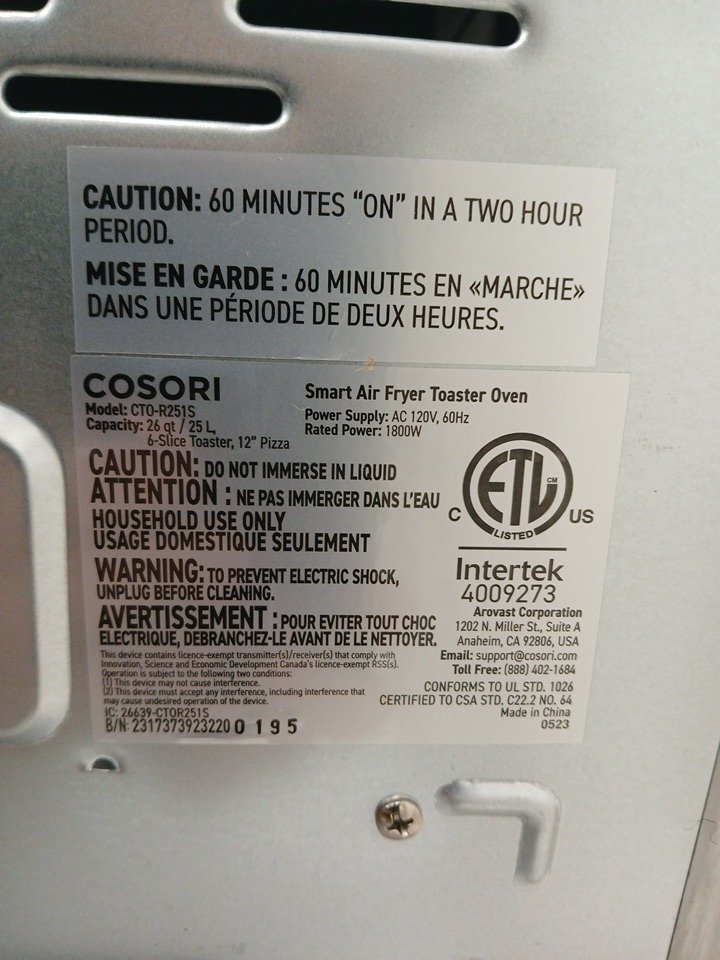 CAUTION: 60 MINUTES “ON” IN A TWO HOUR
PERIOD.
MISE EN GARDE : 60 MINUTES EN «MARCHE»
DANS UNE PÉRIODE DE DEUX HEURES.
COSORI
Smart Air Fryer Toaster Oven
Model: CTO-R251S
Capacity: 26 qt / 25 L,
6-Slice Toaster, 12” Pizza
Power Supply: AC 120V, 60Hz
Rated Power: 1800W
CAUTION: DO NOT IMMERSE IN LIQUID
ATTENTION : NE PAS IMMERGER DANS L’EAU
HOUSEHOLD USE ONLY
USAGE DOMESTIQUE SEULEMENT
WARNING: TO PREVENT ELECTRIC SHOCK,
UNPLUG BEFORE CLEANING.
AVERTISSEMENT : POUR EVITER TOUT CHOC
ELECTRIQUE, DEBRANCHEZ-LE AVANT DE LE NETTOYER.
This device contains licence-exempt transmitter(s)/receiver(s) that comply with
Innovation, Science and Economic Development Canada’s licence-exempt RSS(s).
Operation is subject to the following two conditions:
(1) This device may not cause interference.
(2) This device must accept any interference, including interference that
may cause undesired operation of the device.
IC: 26639-CTOR251S
B/N: 2317373923220 0195
ETL CM
C US
LISTED
Intertek
4009273
Arovast Corporation
1202 N. Miller St., Suite A
Anaheim, CA 92806, USA
Email: support@cosori.com
Toll Free: (888) 402-1684
CONFORMS TO UL STD. 1026
CERTIFIED TO CSA STD. C22.2 NO. 64
Made in China
0523